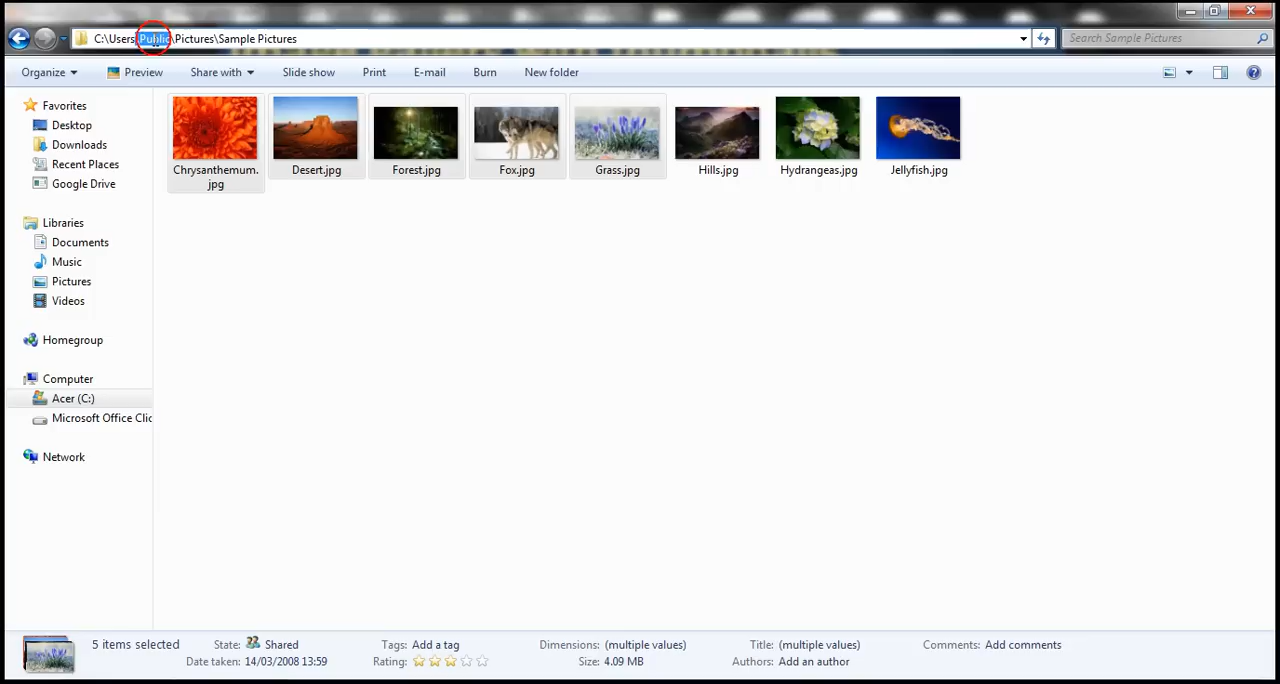 C:\Users\Public\Pictures\Sample Pictures
Search Sample Pictures
Organize Preview Share with Slide show Print E-mail Burn New folder
Favorites
Desktop
Downloads
Recent Places
Google Drive
Libraries
Documents
Music
Pictures
Videos
Homegroup
Computer
Acer (C:)
Microsoft Office Clic
Network
Chrysanthemum.
jpg
Desert.jpg
Forest.jpg
Fox.jpg
Grass.jpg
Hills.jpg
Hydrangeas.jpg
Jellyfish.jpg
5 items selected State: Shared Tags: Add a tag Dimensions: (multiple values) Title: (multiple values) Comments: Add comments
Date taken: 14/03/2008 13:59 Rating: Size: 4.09 MB Authors: Add an author